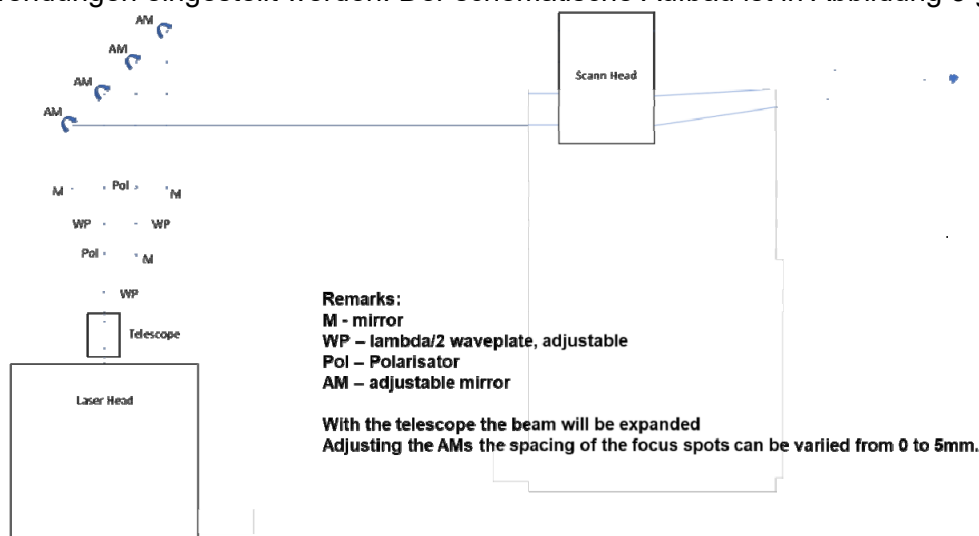 AM
AM
Scann Head
AM
AM
M Pol M
WP WP
Pol M
WP
Telescope
Laser Head
Remarks:
M - mirror
WP – lambda/2 waveplate, adjustable
Pol – Polarisator
AM – adjustable mirror
With the telescope the beam will be expanded
Adjusting the AMs the spacing of the focus spots can be variied from 0 to 5mm.